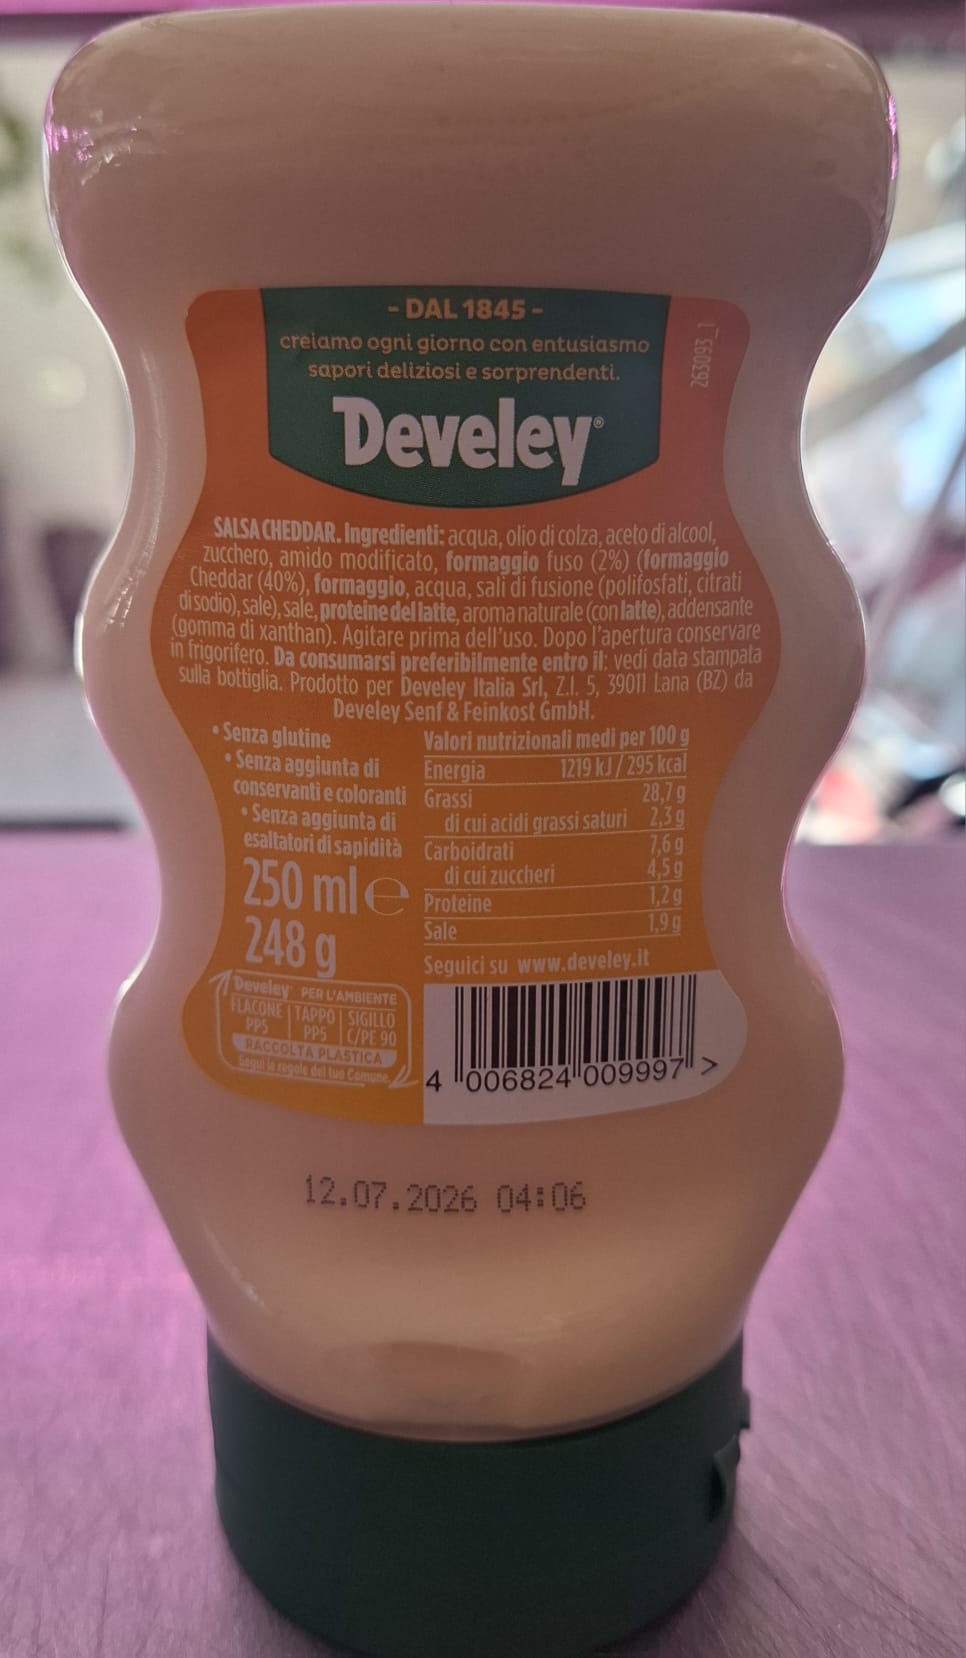 - DAL 1845 -
creiamo ogni giorno con entusiasmo
sapori deliziosi e sorprendenti.
Develey®
263093_1
SALSA CHEDDAR. Ingredienti: acqua, olio di colza, aceto di alcool,
zucchero, amido modificato, formaggio fuso (2%) (formaggio
Cheddar (40%), formaggio, acqua, sali di fusione (polifosfati, citrati
di sodio), sale), sale, proteine del latte, aroma naturale (con latte), addensante
(gomma di xanthan). Agitare prima dell'uso. Dopo l'apertura conservare
in frigorifero. Da consumarsi preferibilmente entro il: vedi data stampata
sulla bottiglia. Prodotto per Develey Italia Srl, Z.I. 5, 39011 Lana (BZ) da
Develey Senf & Feinkost GmbH.
• Senza glutine
• Senza aggiunta di
conservanti e coloranti
• Senza aggiunta di
esaltatori di sapidità
250 ml e
248 g
Valori nutrizionali medi per 100 g
Energia 1219 kJ / 295 kcal
Grassi 28,7 g
di cui acidi grassi saturi 2,3 g
Carboidrati 7,6 g
di cui zuccheri 4,5 g
Proteine 1,2 g
Sale 1,9 g
Seguici su www.develey.it
Develey PER L'AMBIENTE
FLACONE TAPPO SIGILLO
PP5 PP5 C/PE 90
RACCOLTA PLASTICA
Segui le regole del tuo Comune.
4 006824 009997 >
12.07.2026 04:06